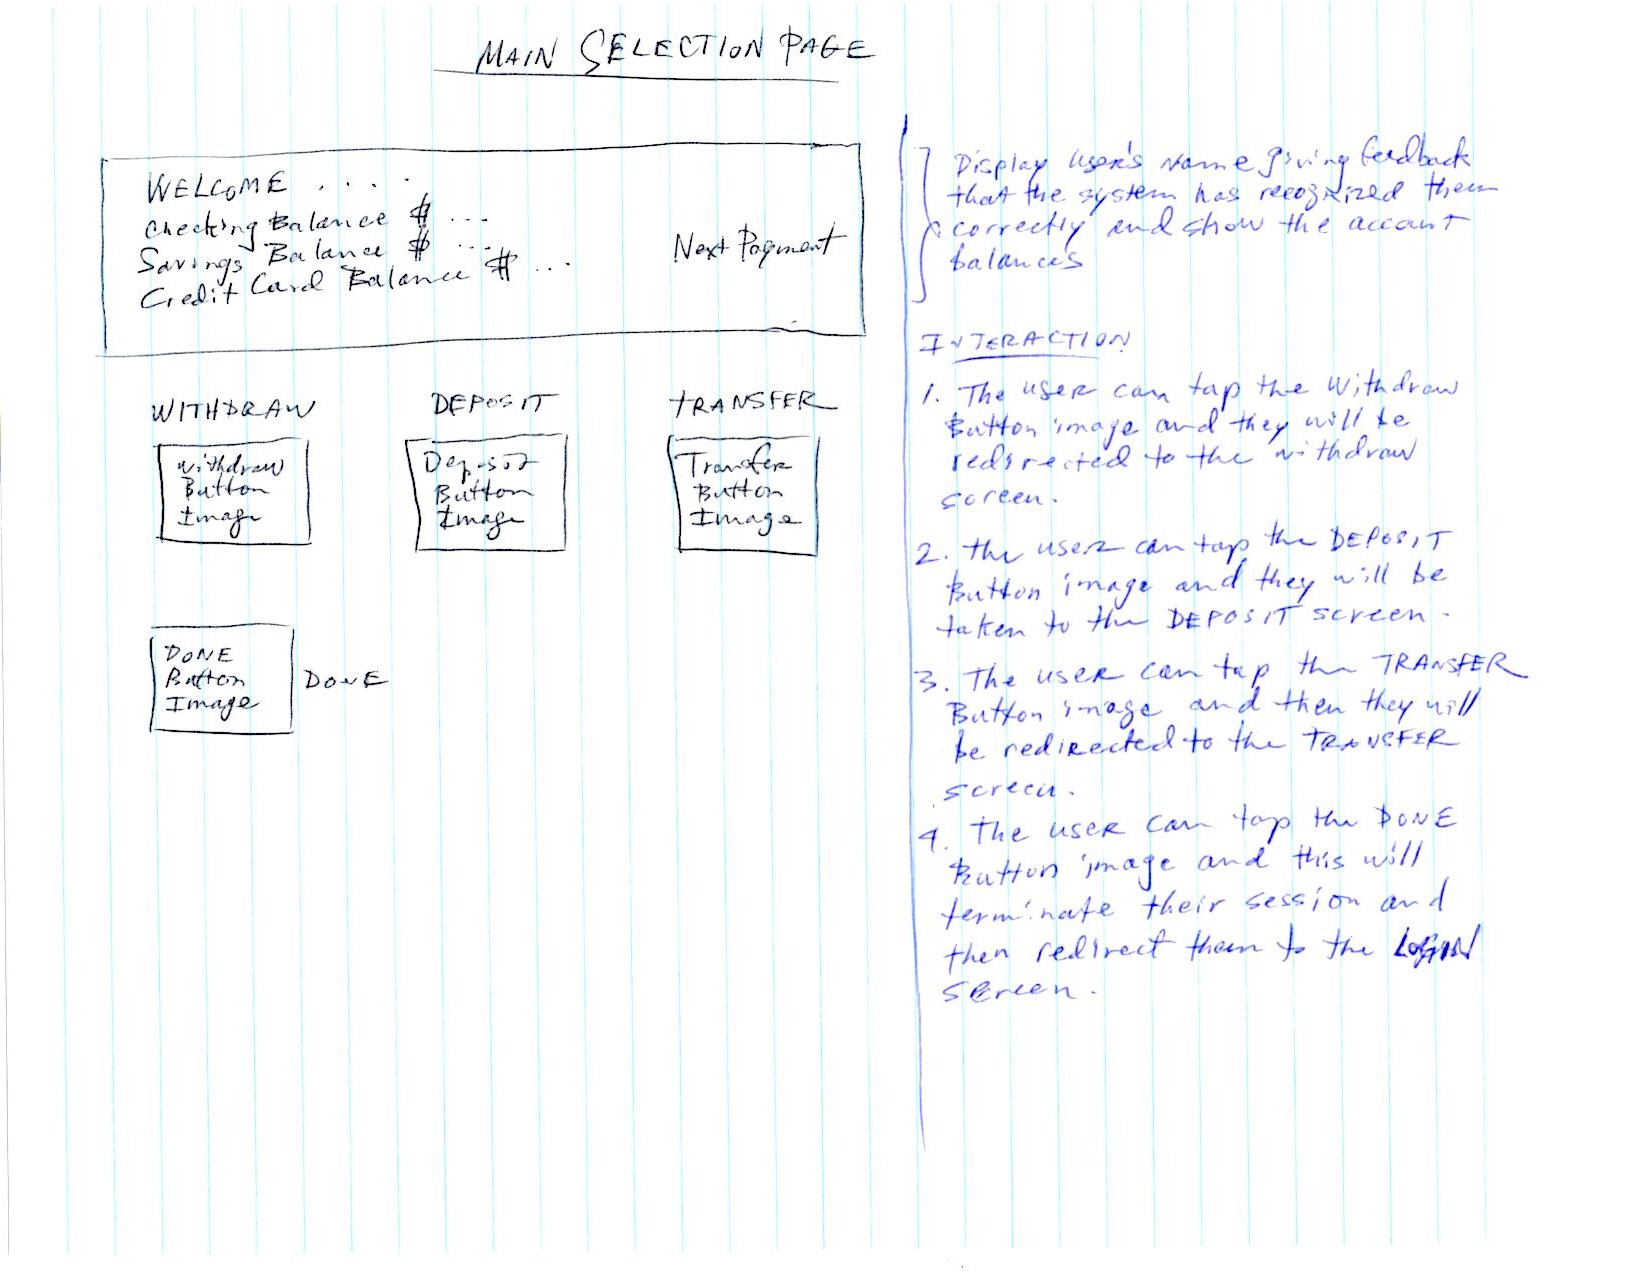 MAIN SELECTION PAGE
WELCOME . . . .
Checking Balance $ ...
Savings Balance $ ...
Credit Card Balance $ ...
Next Payment
WITHDRAW
DEPOSIT
TRANSFER
Withdraw
Button
Image
Deposit
Button
Image
Transfer
Button
Image
DONE
Button
Image
DONE
Display user's name giving feedback
that the system has recognized them
correctly and show the account
balances
INTERACTION
1. The user can tap the Withdraw
Button image and they will be
redirected to the withdraw
screen.
2. The user can tap the DEPOSIT
Button image and they will be
taken to the DEPOSIT screen.
3. The user can tap the TRANSFER
Button image and then they will
be redirected to the TRANSFER
screen.
4. The user can tap the DONE
Button image and this will
terminate their session and
then redirect them to the LOGIN
screen.